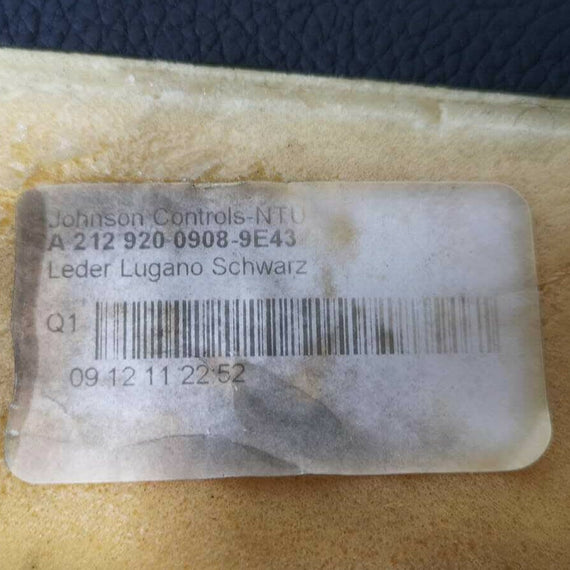 Johnson Controls-NTU
A 212 920 0908-9E43
Leder Lugano Schwarz
Q1
09 12 11 22:52